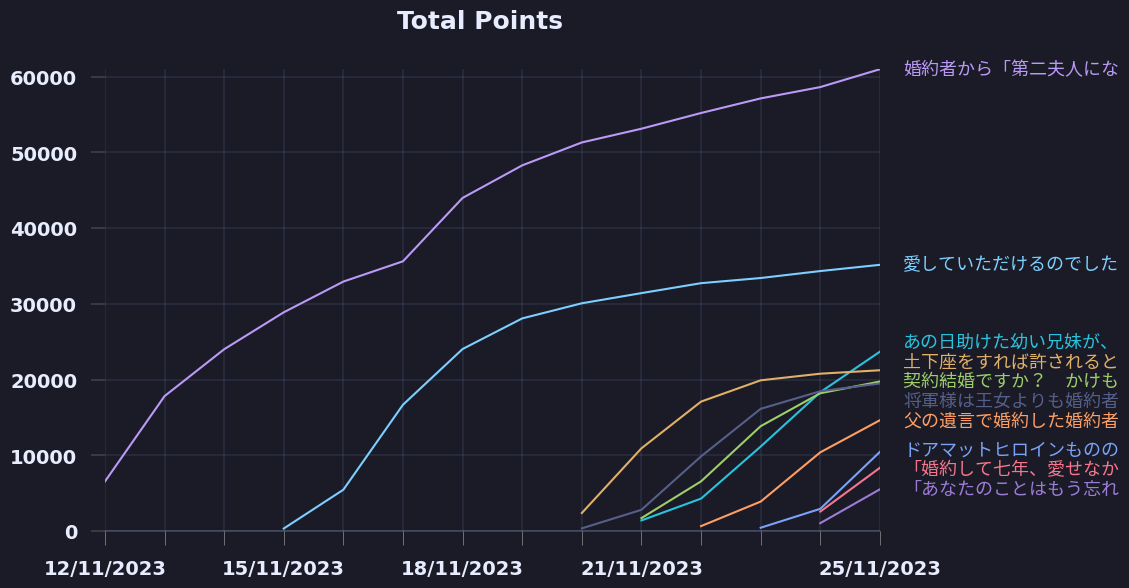 Total Points
60000
50000
40000
30000
20000
10000
0
12/11/2023
15/11/2023
18/11/2023
21/11/2023
25/11/2023
婚約者から「第二夫人にな
愛していただけるのでした
あの日助けた幼い兄妹が、
土下座をすれば許されると
契約結婚ですか？　かけも
将軍様は王女よりも婚約者
父の遺言で婚約した婚約者
ドアマットヒロインものの
「婚約して七年、愛せなか
「あなたのことはもう忘れ